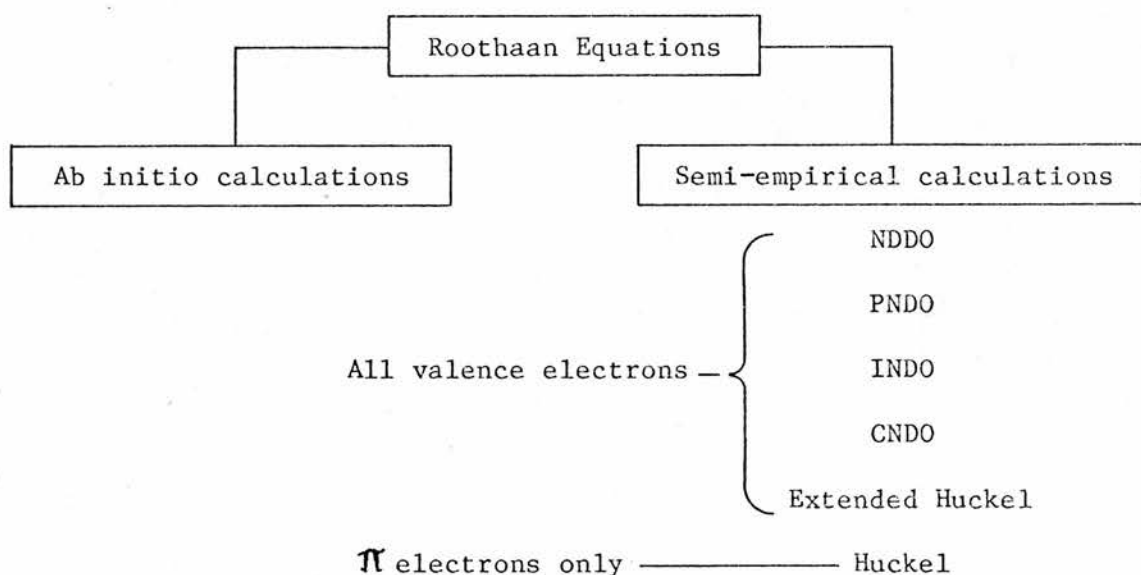 Roothaan Equations
Ab initio calculations
Semi-empirical calculations
NDDO
PNDO
All valence electrons
INDO
CNDO
Extended Huckel
π electrons only
Huckel